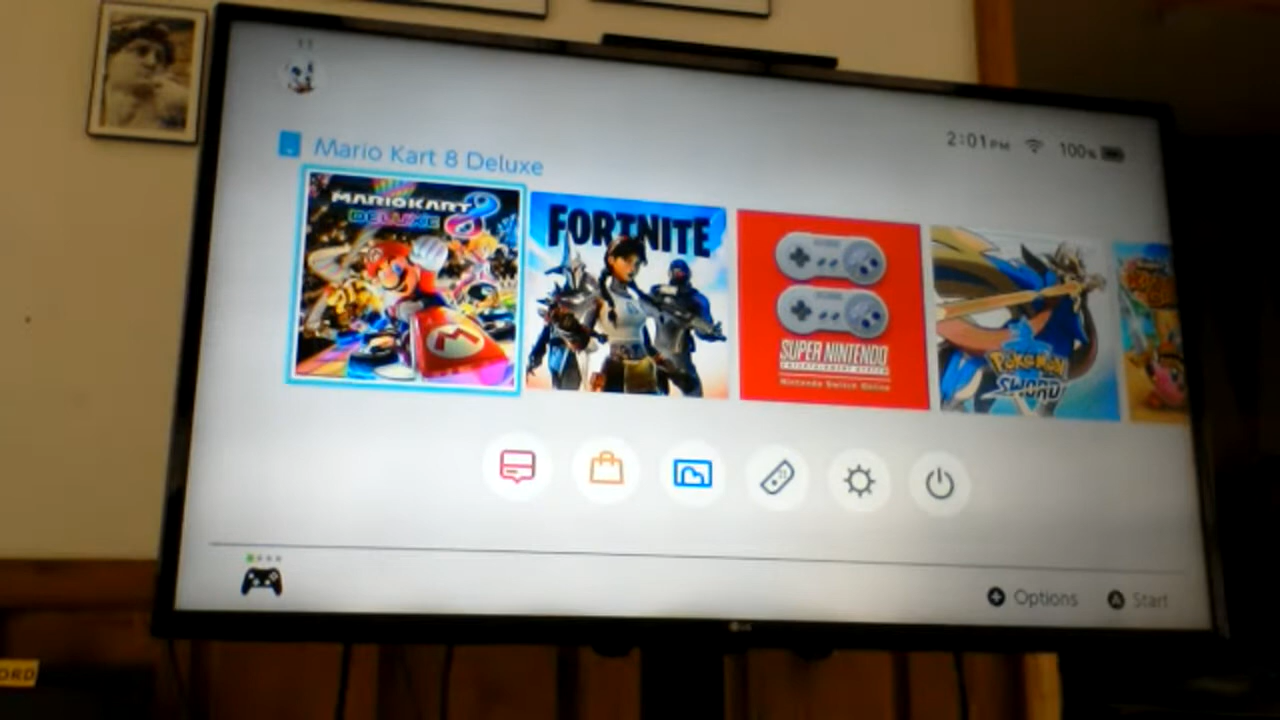 2:01 PM 100%
Mario Kart 8 Deluxe
MARIOKART 8
DELUXE
FORTNITE
SUPER NINTENDO
ENTERTAINMENT SYSTEM
Nintendo Switch Online
POKÉMON
SWORD
Options
Start
LG
ORD